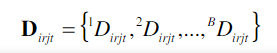 𝐃_{irjt} = {¹D_{irjt}, ²D_{irjt}, ..., ᴮD_{irjt}}